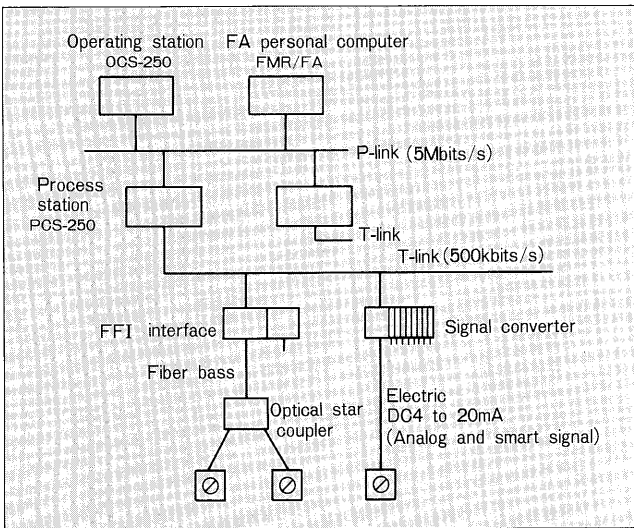 Operating station
OCS-250
FA personal computer
FMR/FA
P-link (5Mbits/s)
Process
station
PCS-250
T-link
T-link (500kbits/s)
FFI interface
Signal converter
Fiber bass
Optical star
coupler
Electric
DC4 to 20mA
(Analog and smart signal)